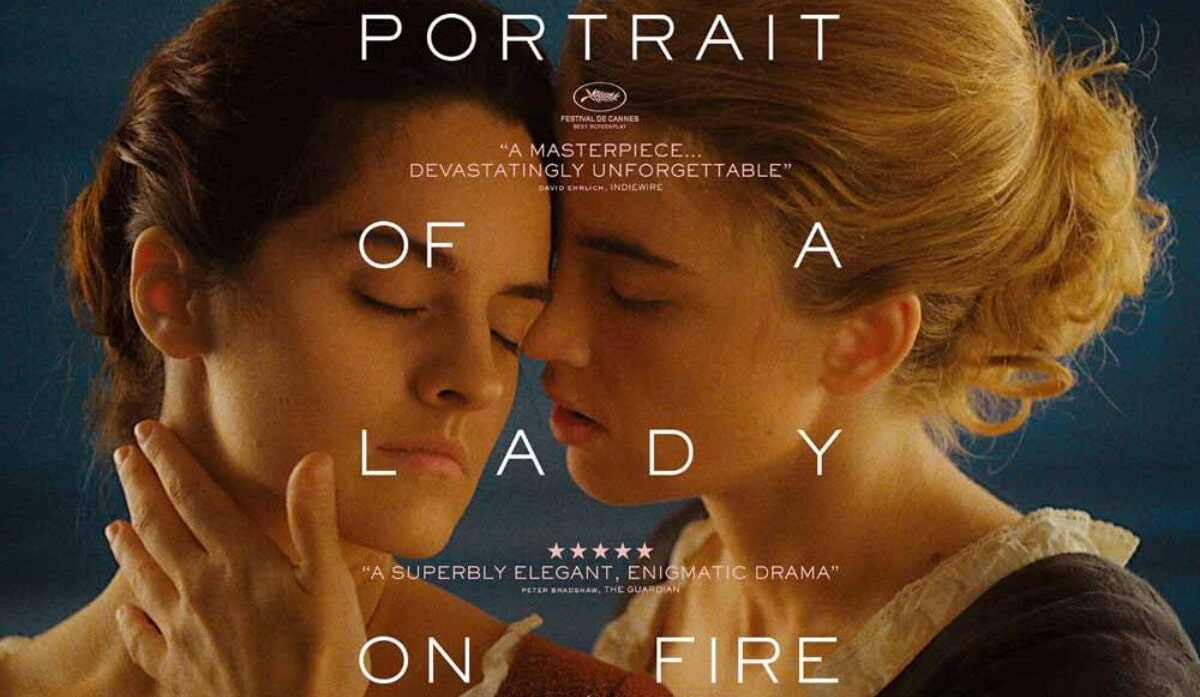 PORTRAIT
FESTIVAL DE CANNES
BEST SCREENPLAY
“A MASTERPIECE...
DEVASTATINGLY UNFORGETTABLE”
DAVID EHRLICH, INDIEWIRE
OF A
LADY
★★★★★
“A SUPERBLY ELEGANT, ENIGMATIC DRAMA”
PETER BRADSHAW, THE GUARDIAN
ON FIRE